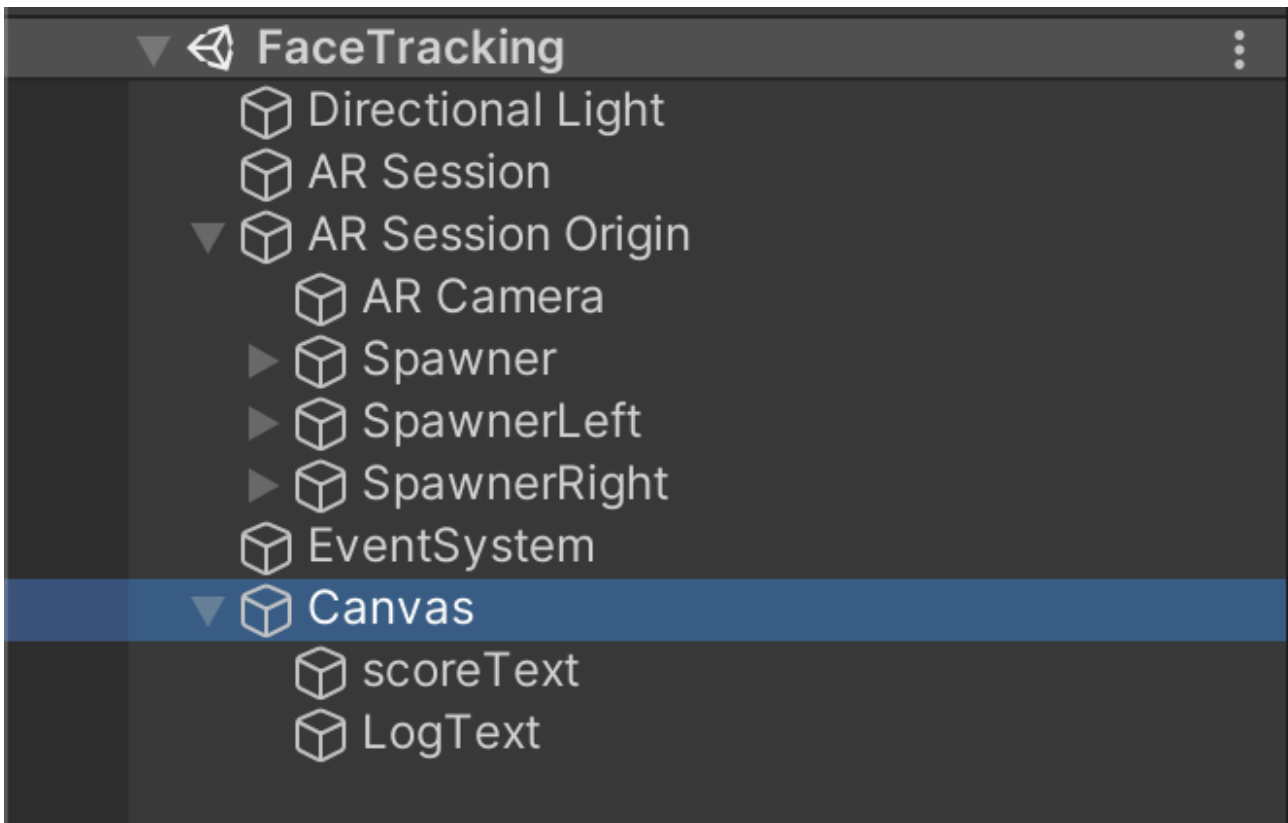 FaceTracking
Directional Light
AR Session
AR Session Origin
AR Camera
Spawner
SpawnerLeft
SpawnerRight
EventSystem
Canvas
scoreText
LogText